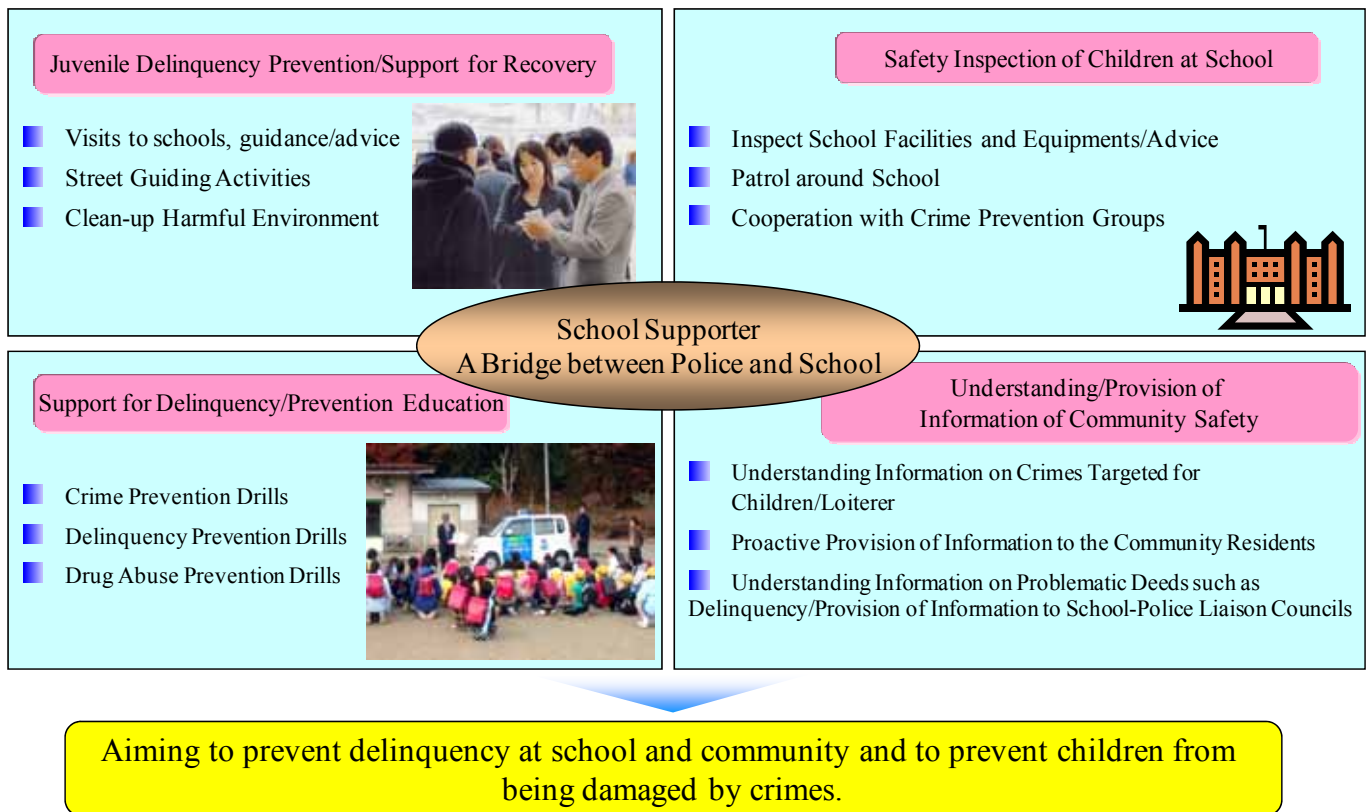 Juvenile Delinquency Prevention/Support for Recovery
Visits to schools, guidance/advice
Street Guiding Activities
Clean-up Harmful Environment
Safety Inspection of Children at School
Inspect School Facilities and Equipments/Advice
Patrol around School
Cooperation with Crime Prevention Groups
School Supporter
A Bridge between Police and School
Support for Delinquency/Prevention Education
Crime Prevention Drills
Delinquency Prevention Drills
Drug Abuse Prevention Drills
Understanding/Provision of
Information of Community Safety
Understanding Information on Crimes Targeted for
Children/Loiterer
Proactive Provision of Information to the Community Residents
Understanding Information on Problematic Deeds such as
Delinquency/Provision of Information to School-Police Liaison Councils
Aiming to prevent delinquency at school and community and to prevent children from
being damaged by crimes.